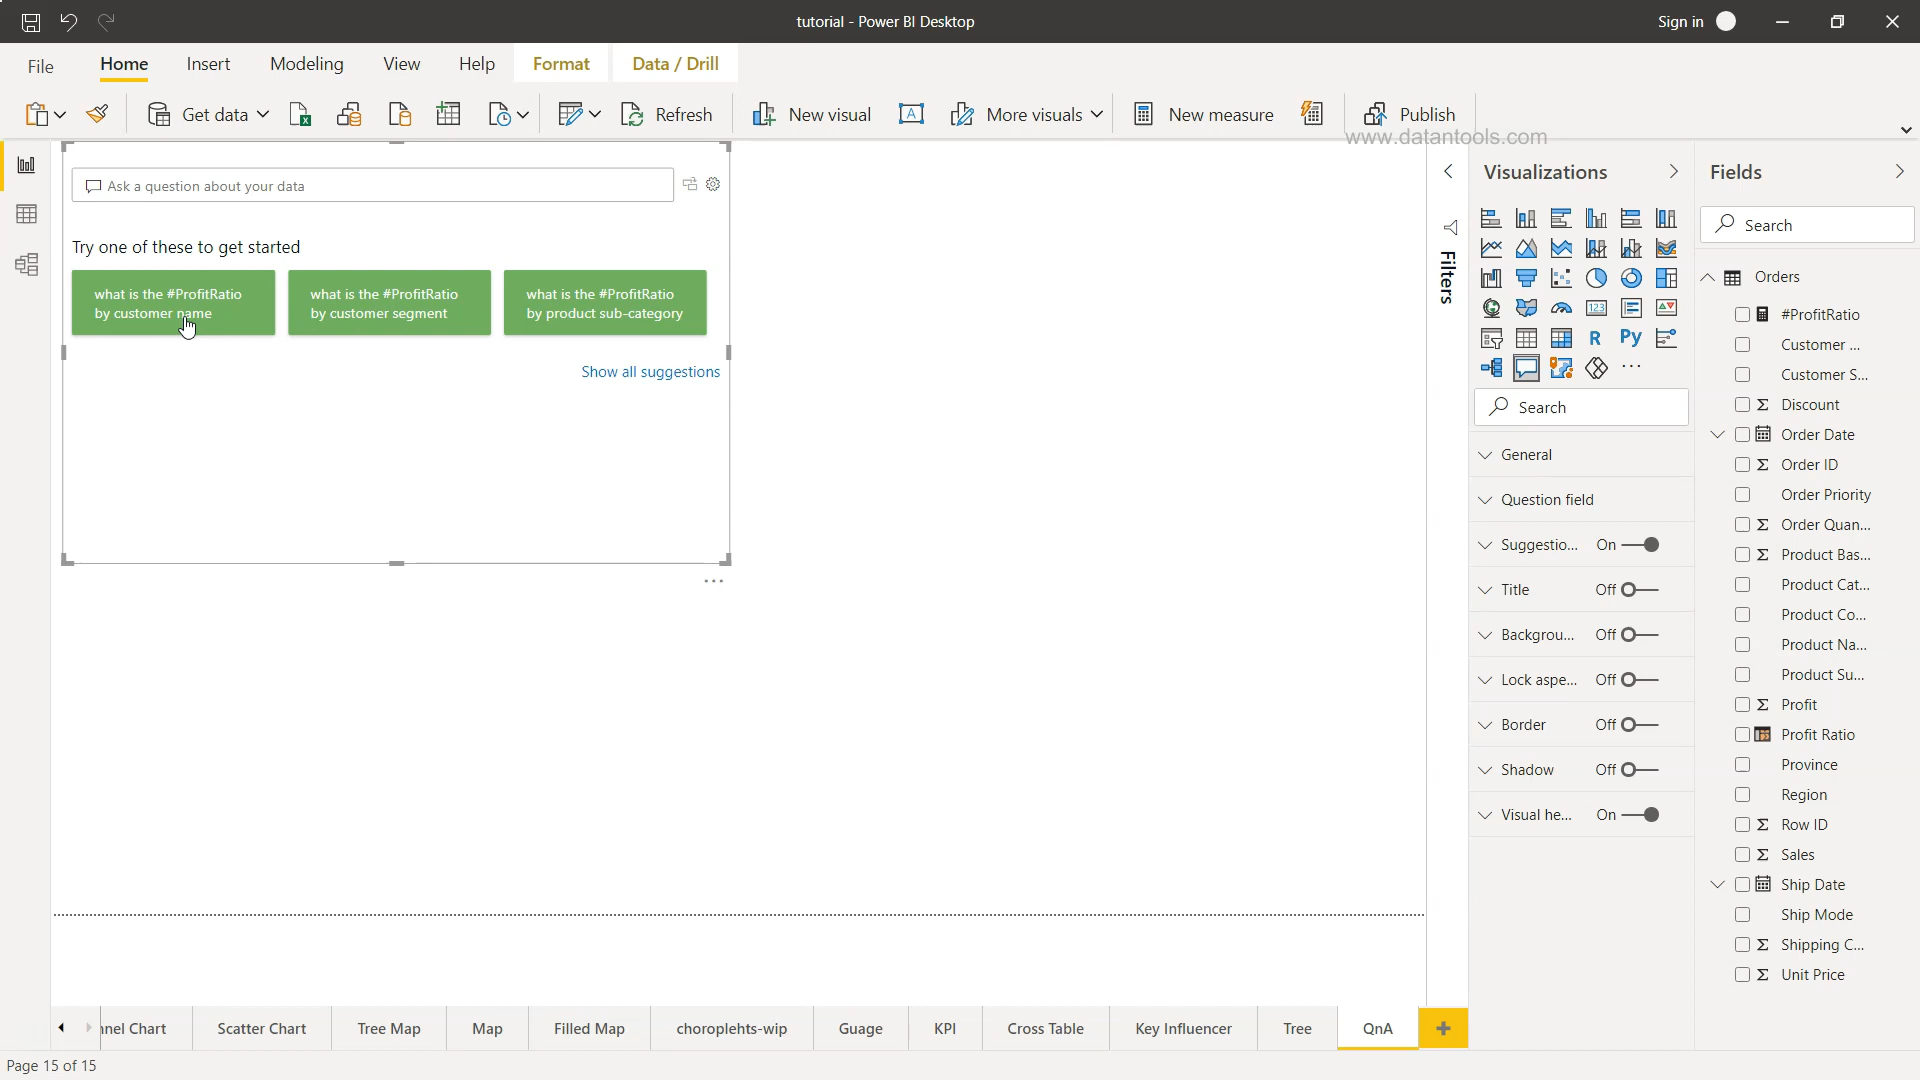 tutorial - Power BI Desktop
Sign in
File
Home
Insert
Modeling
View
Help
Format
Data / Drill
Get data
Refresh
New visual
A
More visuals
New measure
Publish
www.datantools.com
Ask a question about your data
Try one of these to get started
what is the #ProfitRatio
by customer name
what is the #ProfitRatio
by customer segment
what is the #ProfitRatio
by product sub-category
Show all suggestions
Filters
Visualizations
123
R
Py
Search
General
Question field
Suggestio... On
Title Off
Backgrou... Off
Lock aspe... Off
Border Off
Shadow Off
Visual he... On
Fields
Search
Orders
#ProfitRatio
Customer ...
Customer S...
Discount
Order Date
Order ID
Order Priority
Order Quan...
Product Bas...
Product Cat...
Product Co...
Product Na...
Product Su...
Profit
Profit Ratio
Province
Region
Row ID
Sales
Ship Date
Ship Mode
Shipping C...
Unit Price
nnel Chart
Scatter Chart
Tree Map
Map
Filled Map
choroplehts-wip
Guage
KPI
Cross Table
Key Influencer
Tree
QnA
Page 15 of 15